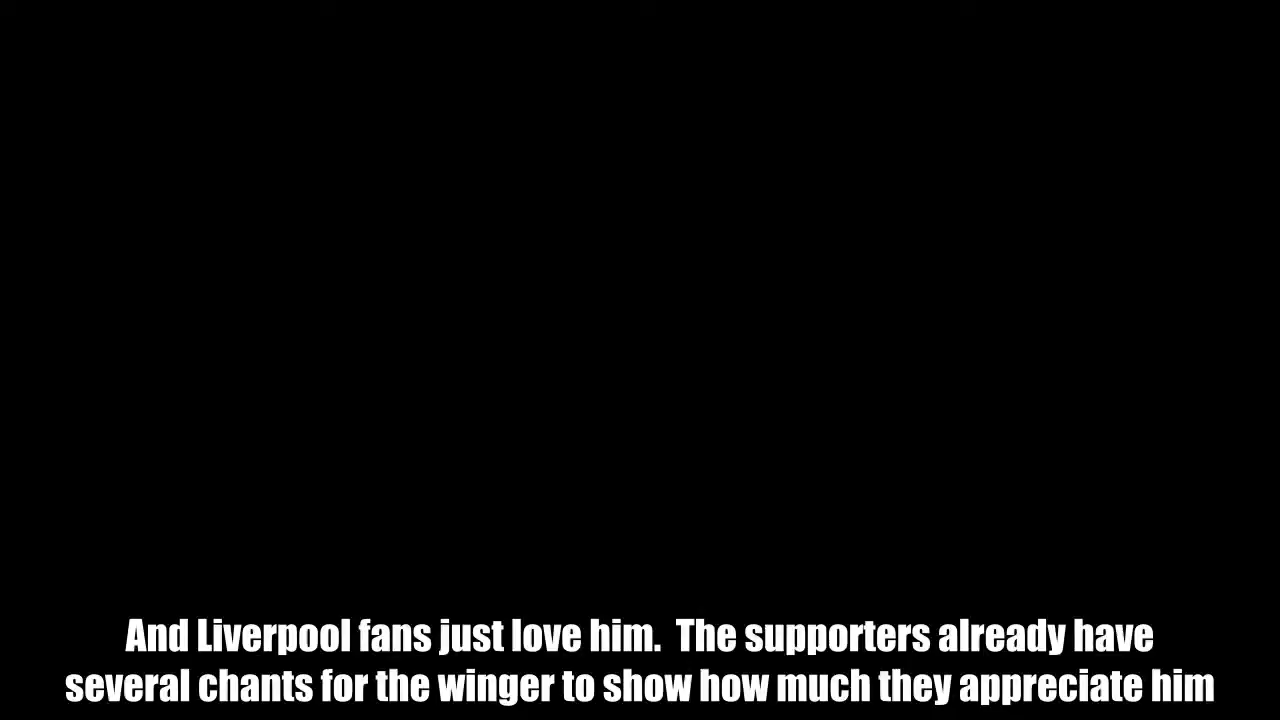 And Liverpool fans just love him.  The supporters already have
several chants for the winger to show how much they appreciate him